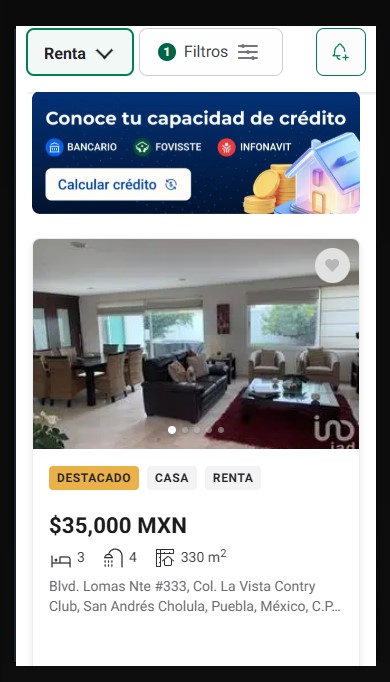 Renta
1 Filtros
Conoce tu capacidad de crédito
BANCARIO FOVISSTE INFONAVIT
Calcular crédito
iad
DESTACADO CASA RENTA
$35,000 MXN
3 4 330 m²
Blvd. Lomas Nte #333, Col. La Vista Contry
Club, San Andrés Cholula, Puebla, México, C.P...